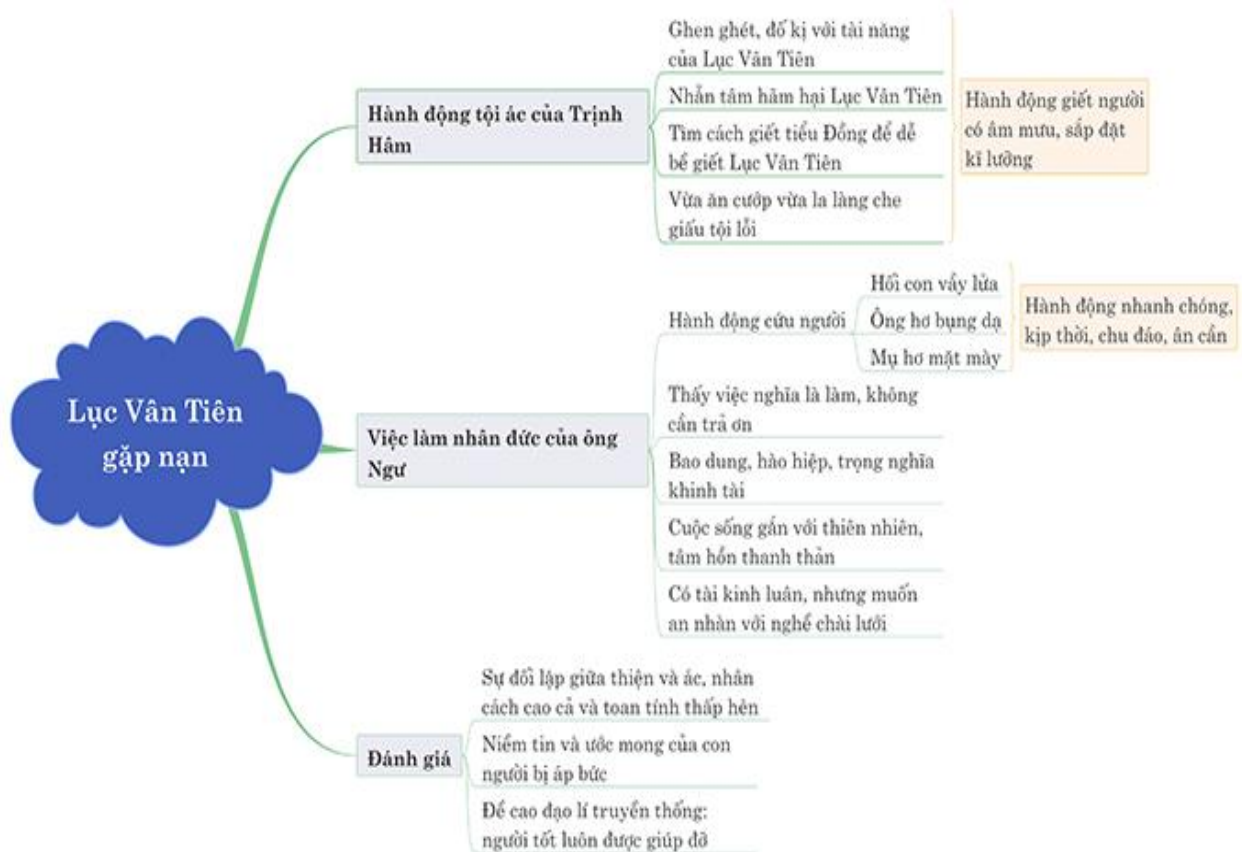 Lục Vân Tiên
gặp nạn
Hành động tội ác của Trịnh
Hâm
Ghen ghét, đố kị với tài năng
của Lục Vân Tiên
Nhẫn tâm hãm hại Lục Vân Tiên
Tìm cách giết tiểu Đồng để dễ
bề giết Lục Vân Tiên
Vừa ăn cướp vừa la làng che
giấu tội lỗi
Hành động giết người
có âm mưu, sắp đặt
kĩ lưỡng
Việc làm nhân đức của ông
Ngư
Hành động cứu người
Hối con vầy lửa
Ông hơ bụng dạ
Mụ hơ mặt mày
Hành động nhanh chóng,
kịp thời, chu đáo, ân cần
Thấy việc nghĩa là làm, không
cần trả ơn
Bao dung, hào hiệp, trọng nghĩa
khinh tài
Cuộc sống gắn với thiên nhiên,
tâm hồn thanh thản
Có tài kinh luân, nhưng muốn
an nhàn với nghề chài lưới
Đánh giá
Sự đối lập giữa thiện và ác, nhân
cách cao cả và toan tính thấp hèn
Niềm tin và ước mong của con
người bị áp bức
Đề cao đạo lí truyền thống:
người tốt luôn được giúp đỡ